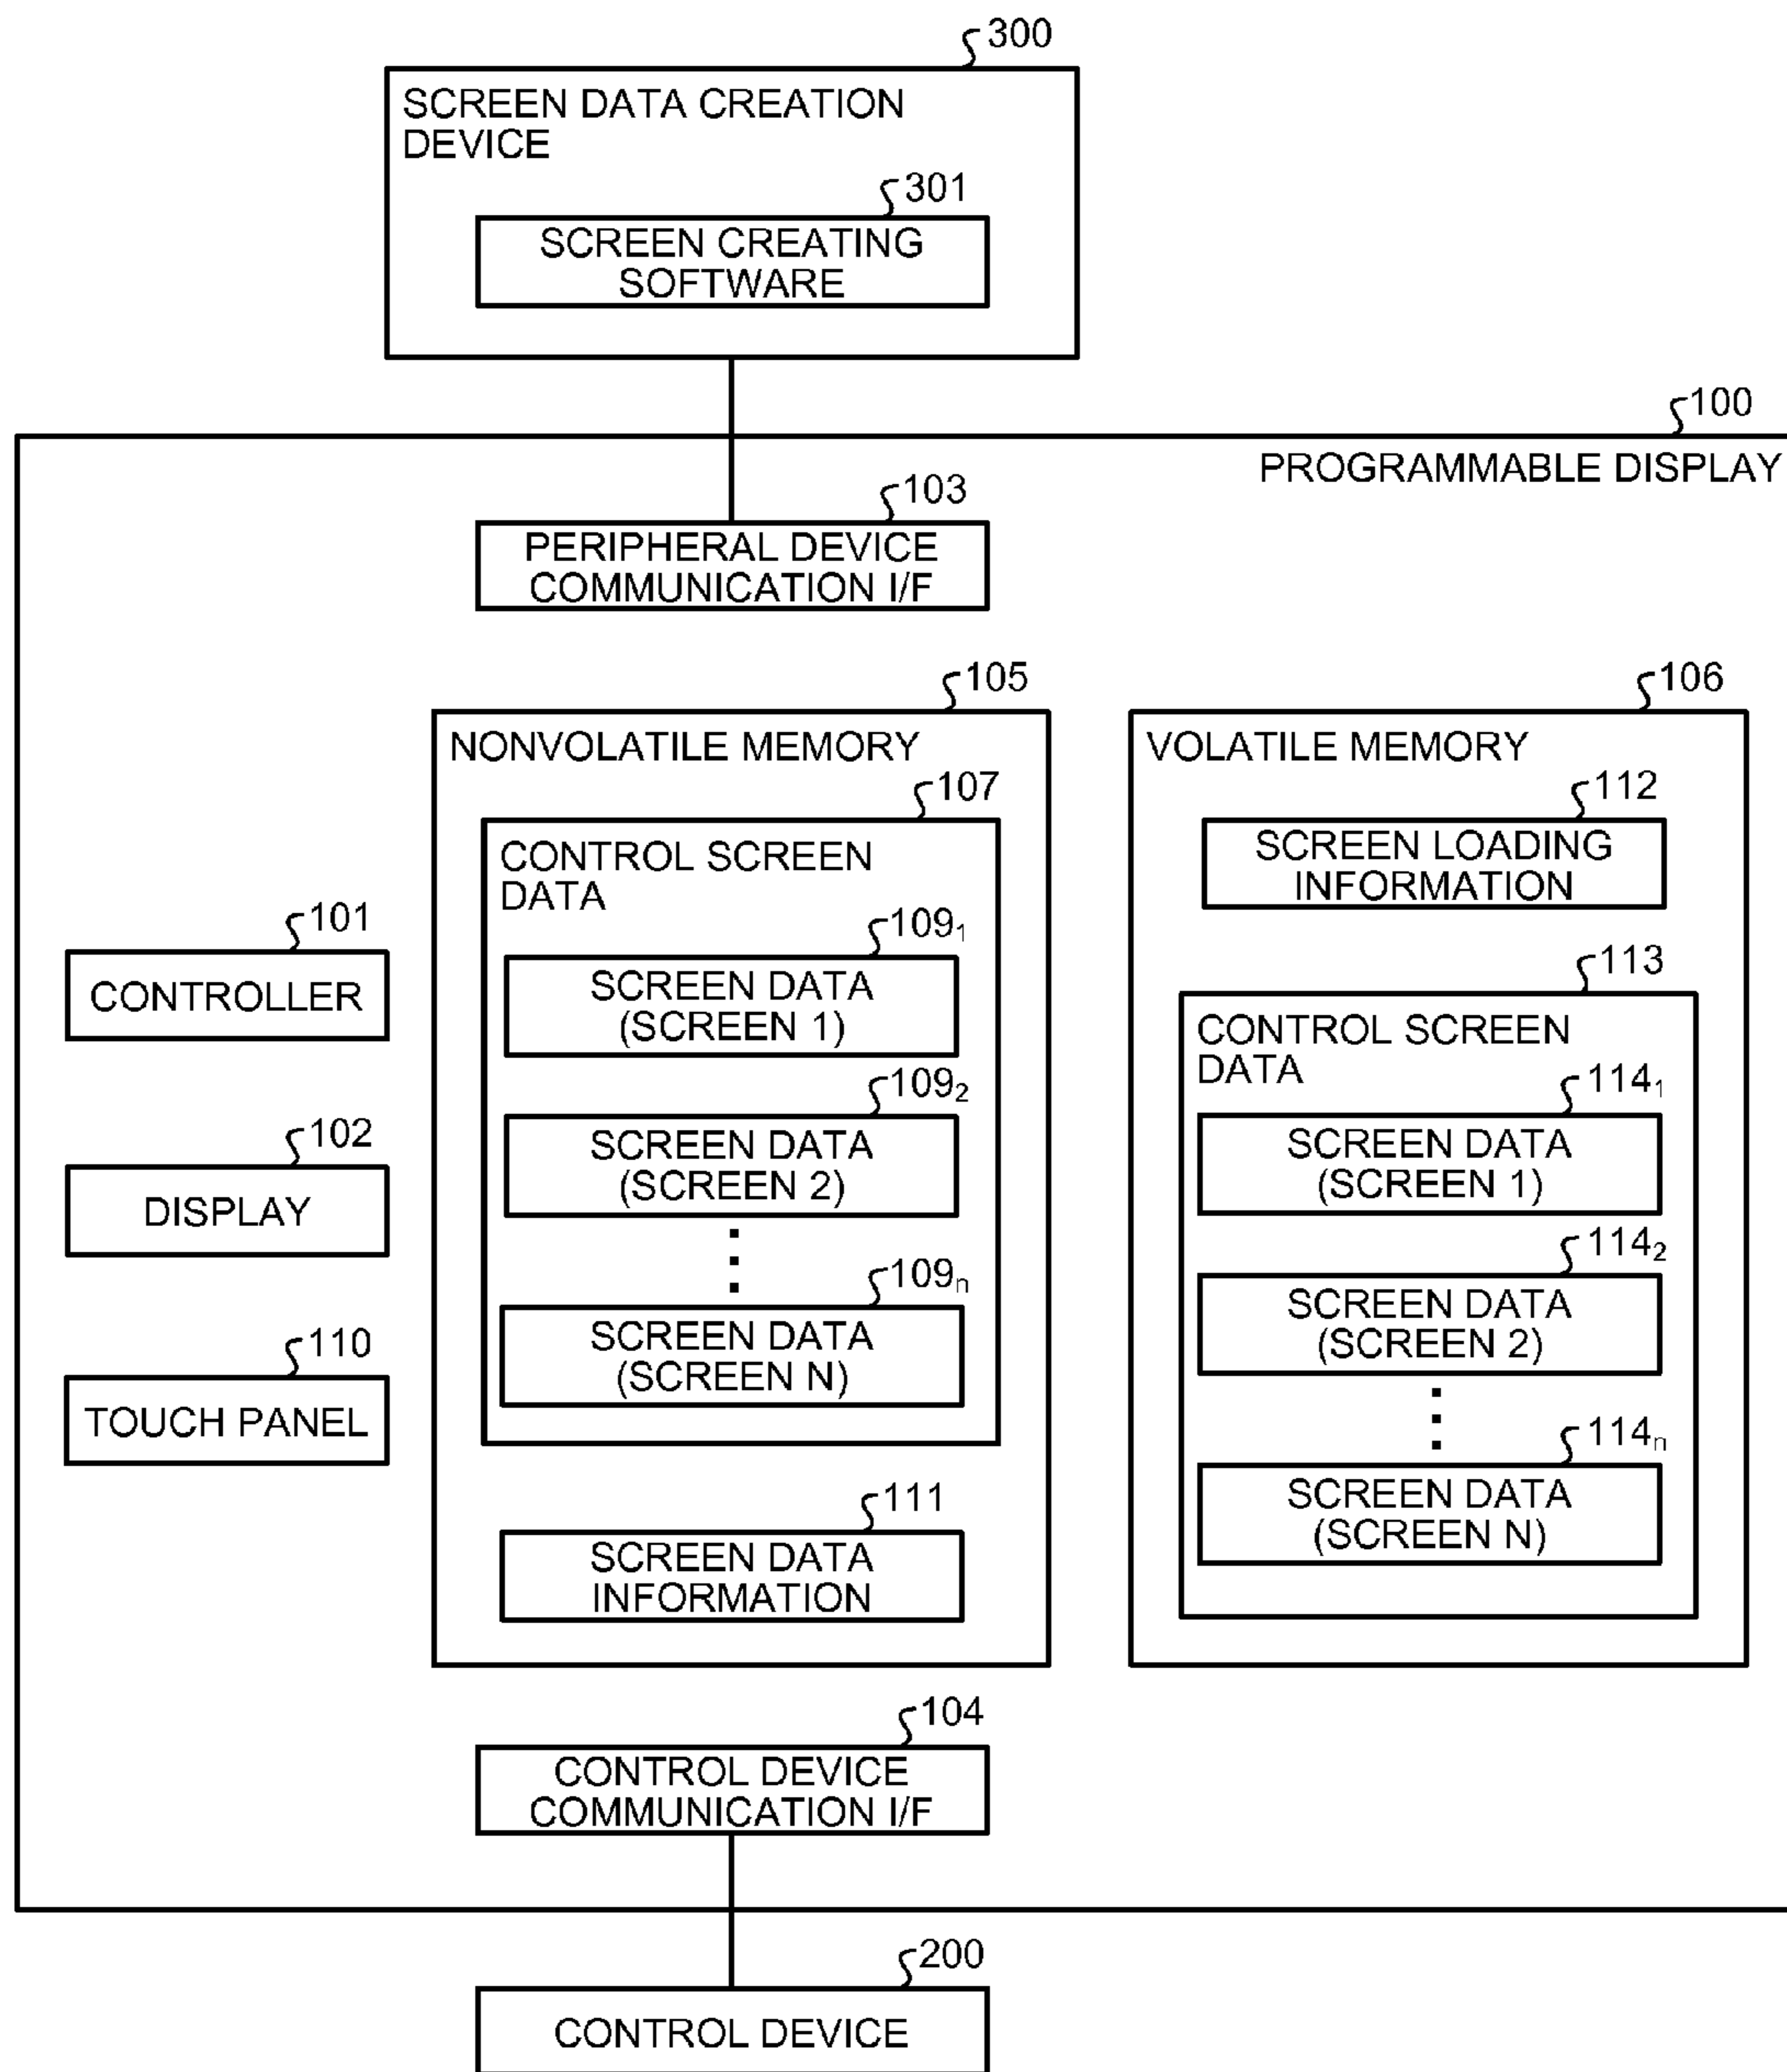 300
SCREEN DATA CREATION
DEVICE
301
SCREEN CREATING
SOFTWARE
100
PROGRAMMABLE DISPLAY
103
PERIPHERAL DEVICE
COMMUNICATION I/F
105
NONVOLATILE MEMORY
107
CONTROL SCREEN
DATA
109₁
SCREEN DATA
(SCREEN 1)
109₂
SCREEN DATA
(SCREEN 2)
109ₙ
SCREEN DATA
(SCREEN N)
111
SCREEN DATA
INFORMATION
106
VOLATILE MEMORY
112
SCREEN LOADING
INFORMATION
113
CONTROL SCREEN
DATA
114₁
SCREEN DATA
(SCREEN 1)
114₂
SCREEN DATA
(SCREEN 2)
114ₙ
SCREEN DATA
(SCREEN N)
101
CONTROLLER
102
DISPLAY
110
TOUCH PANEL
104
CONTROL DEVICE
COMMUNICATION I/F
200
CONTROL DEVICE